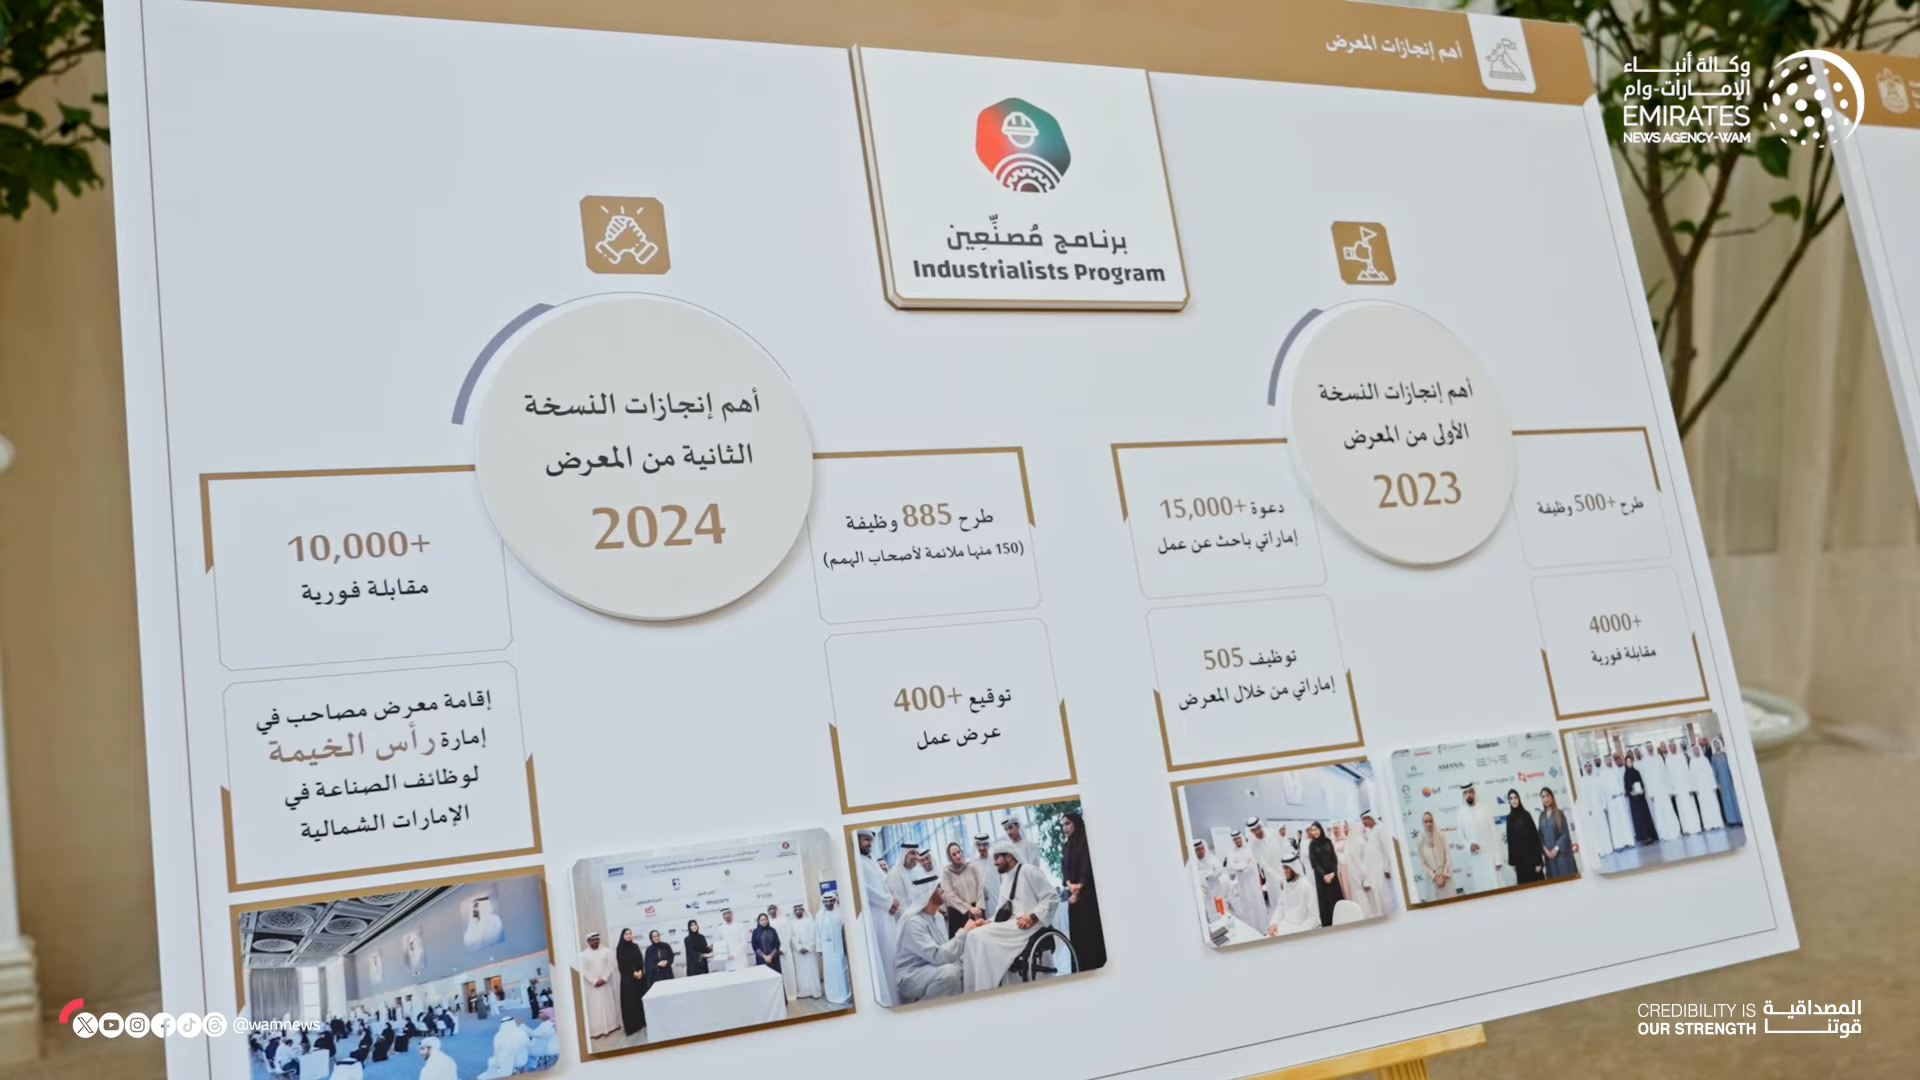 أهم إنجازات المعرض
وكالة أنباء
الإمارات-وام
EMIRATES
NEWS AGENCY-WAM
برنامج مُصنِّعِين
Industrialists Program
أهم إنجازات النسخة
الأولى من المعرض
2023
طرح +500 وظيفة
دعوة +15,000
إماراتي باحث عن عمل
4000+
مقابلة فورية
توظيف 505
إماراتي من خلال المعرض
أهم إنجازات النسخة
الثانية من المعرض
2024
طرح 885 وظيفة
(150 منها ملائمة لأصحاب الهمم)
10,000+
مقابلة فورية
توقيع +400
عرض عمل
إقامة معرض مصاحب في
إمارة رأس الخيمة
لوظائف الصناعة في
الإمارات الشمالية
@wamnews
CREDIBILITY IS
OUR STRENGTH
المصداقية
قوتنا